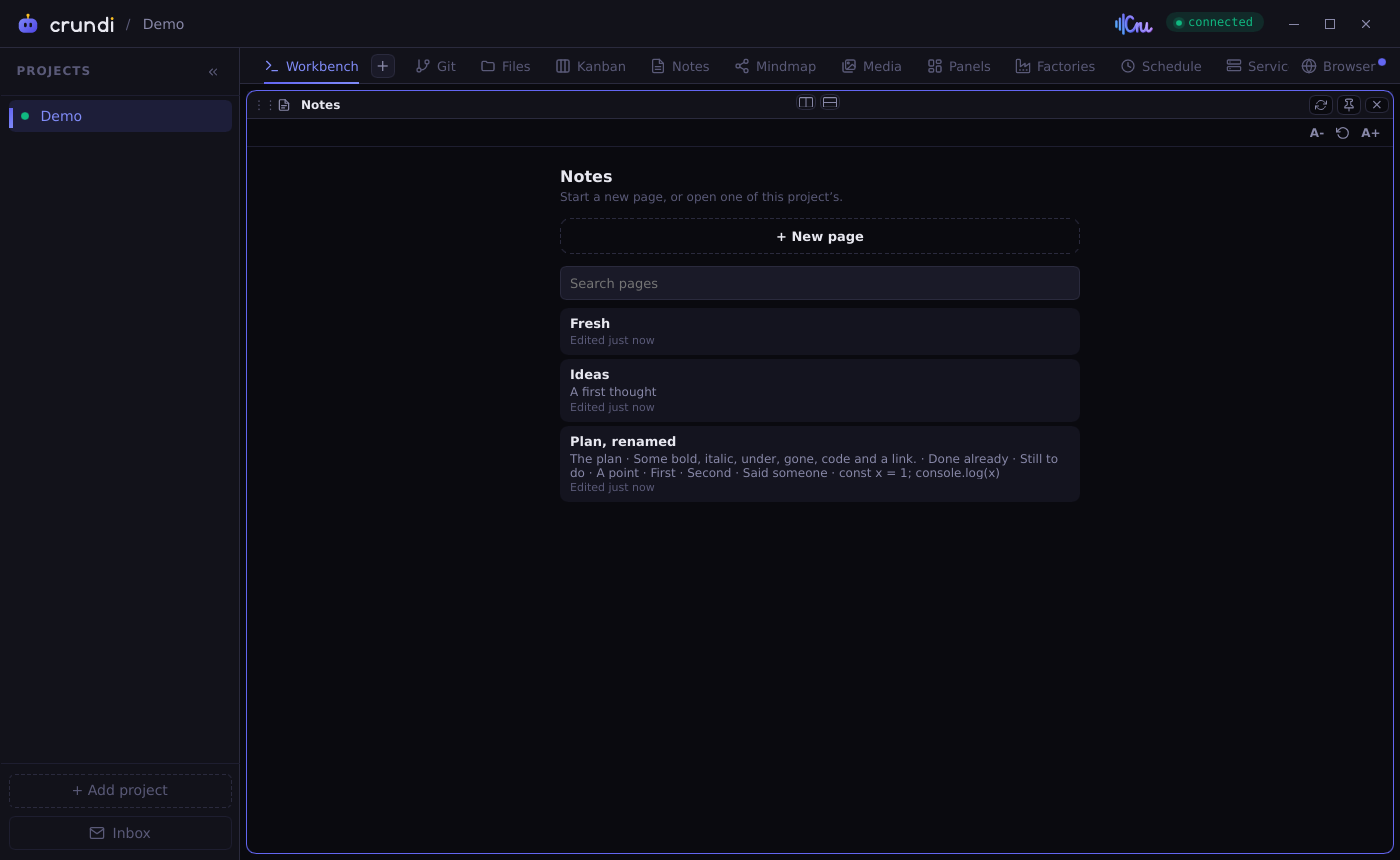 crundi / Demo
Cru
connected
PROJECTS «
Workbench + Git Files Kanban Notes Mindmap Media Panels Factories Schedule Servic Browser
Demo
Notes
A- A+
Notes
Start a new page, or open one of this project’s.
+ New page
Search pages
Fresh
Edited just now
Ideas
A first thought
Edited just now
Plan, renamed
The plan · Some bold, italic, under, gone, code and a link. · Done already · Still to
do · A point · First · Second · Said someone · const x = 1; console.log(x)
Edited just now
+ Add project
Inbox